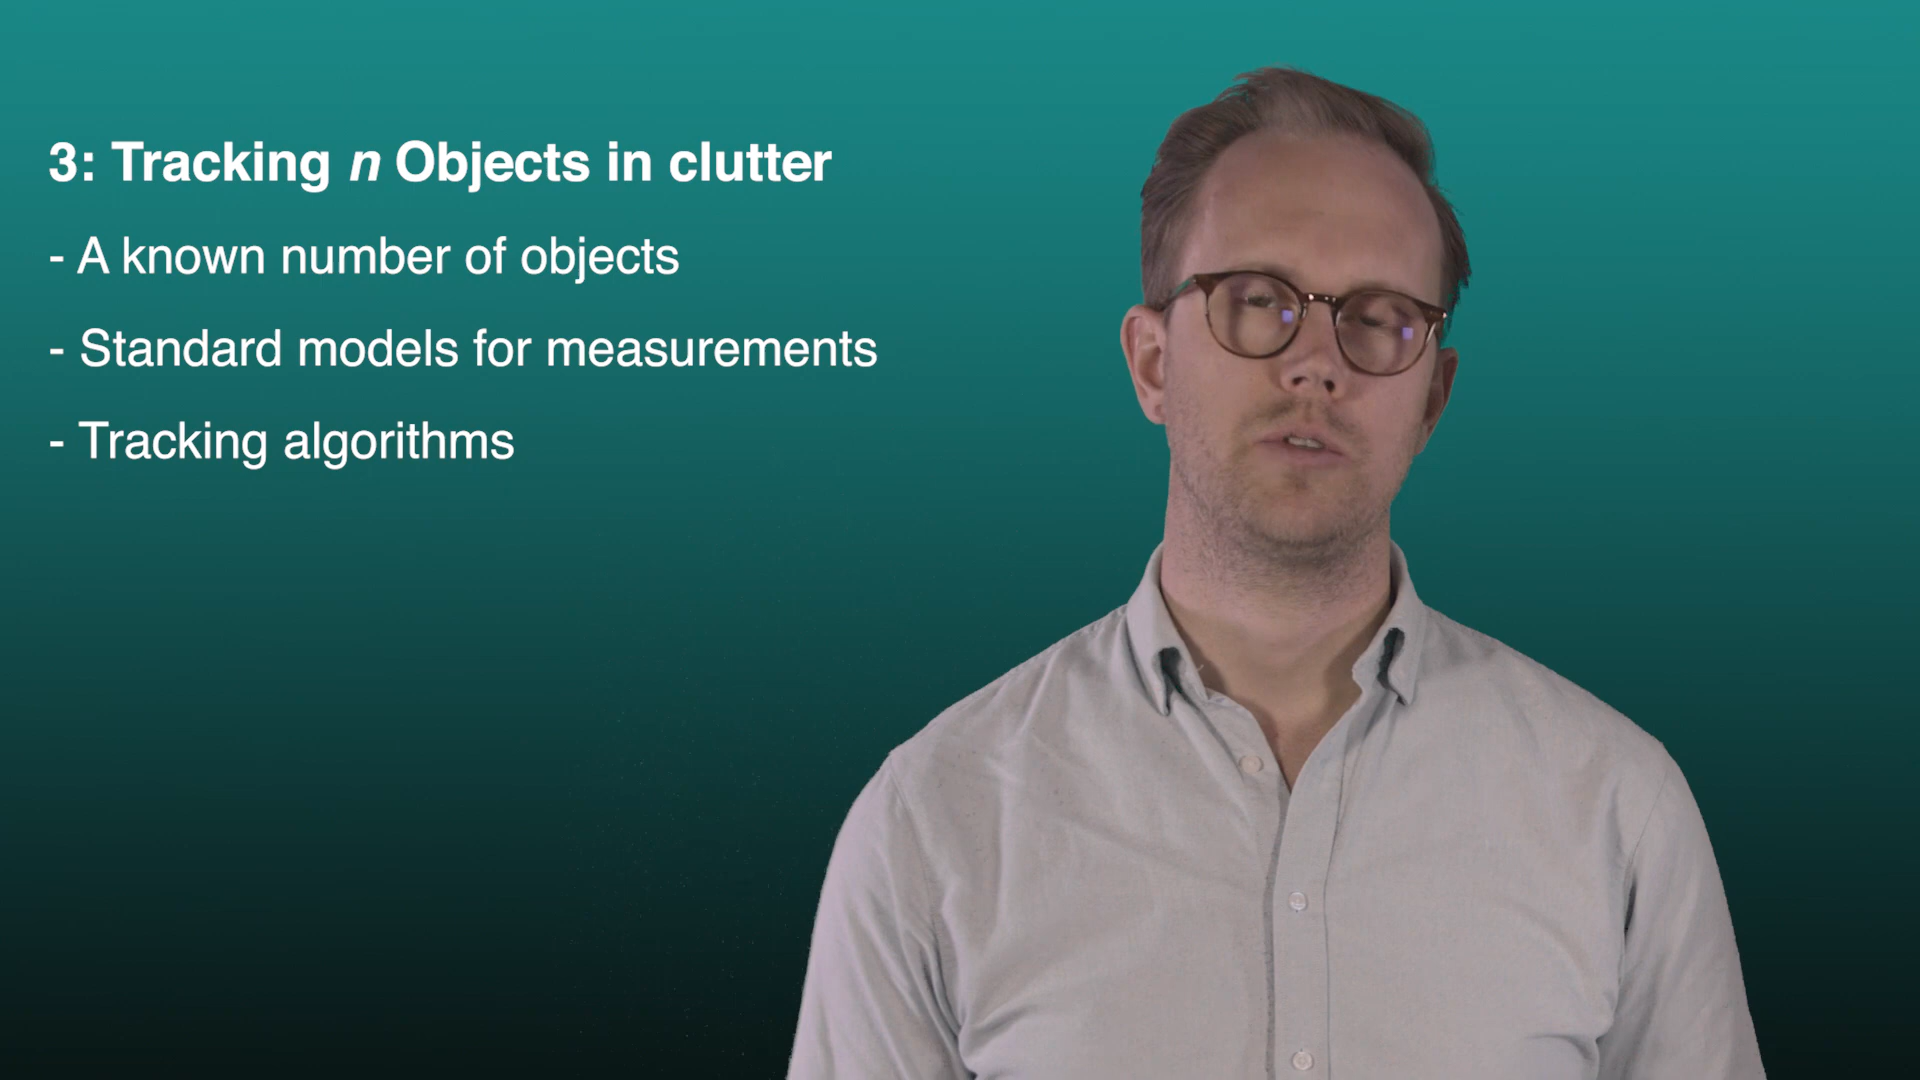 3: Tracking n Objects in clutter
- A known number of objects
- Standard models for measurements
- Tracking algorithms